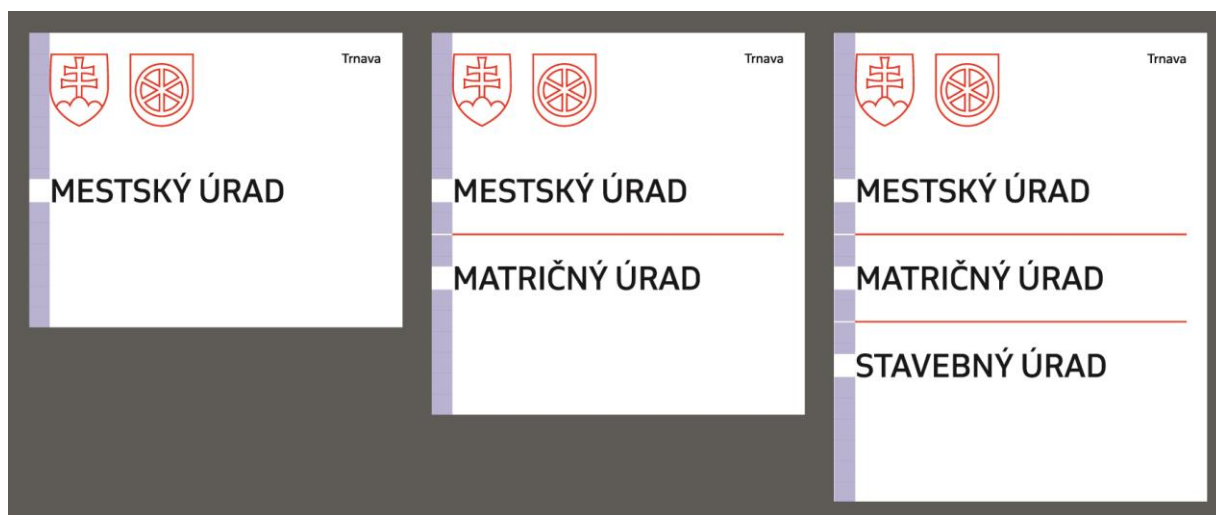 Trnava
MESTSKÝ ÚRAD
Trnava
MESTSKÝ ÚRAD
MATRIČNÝ ÚRAD
Trnava
MESTSKÝ ÚRAD
MATRIČNÝ ÚRAD
STAVEBNÝ ÚRAD